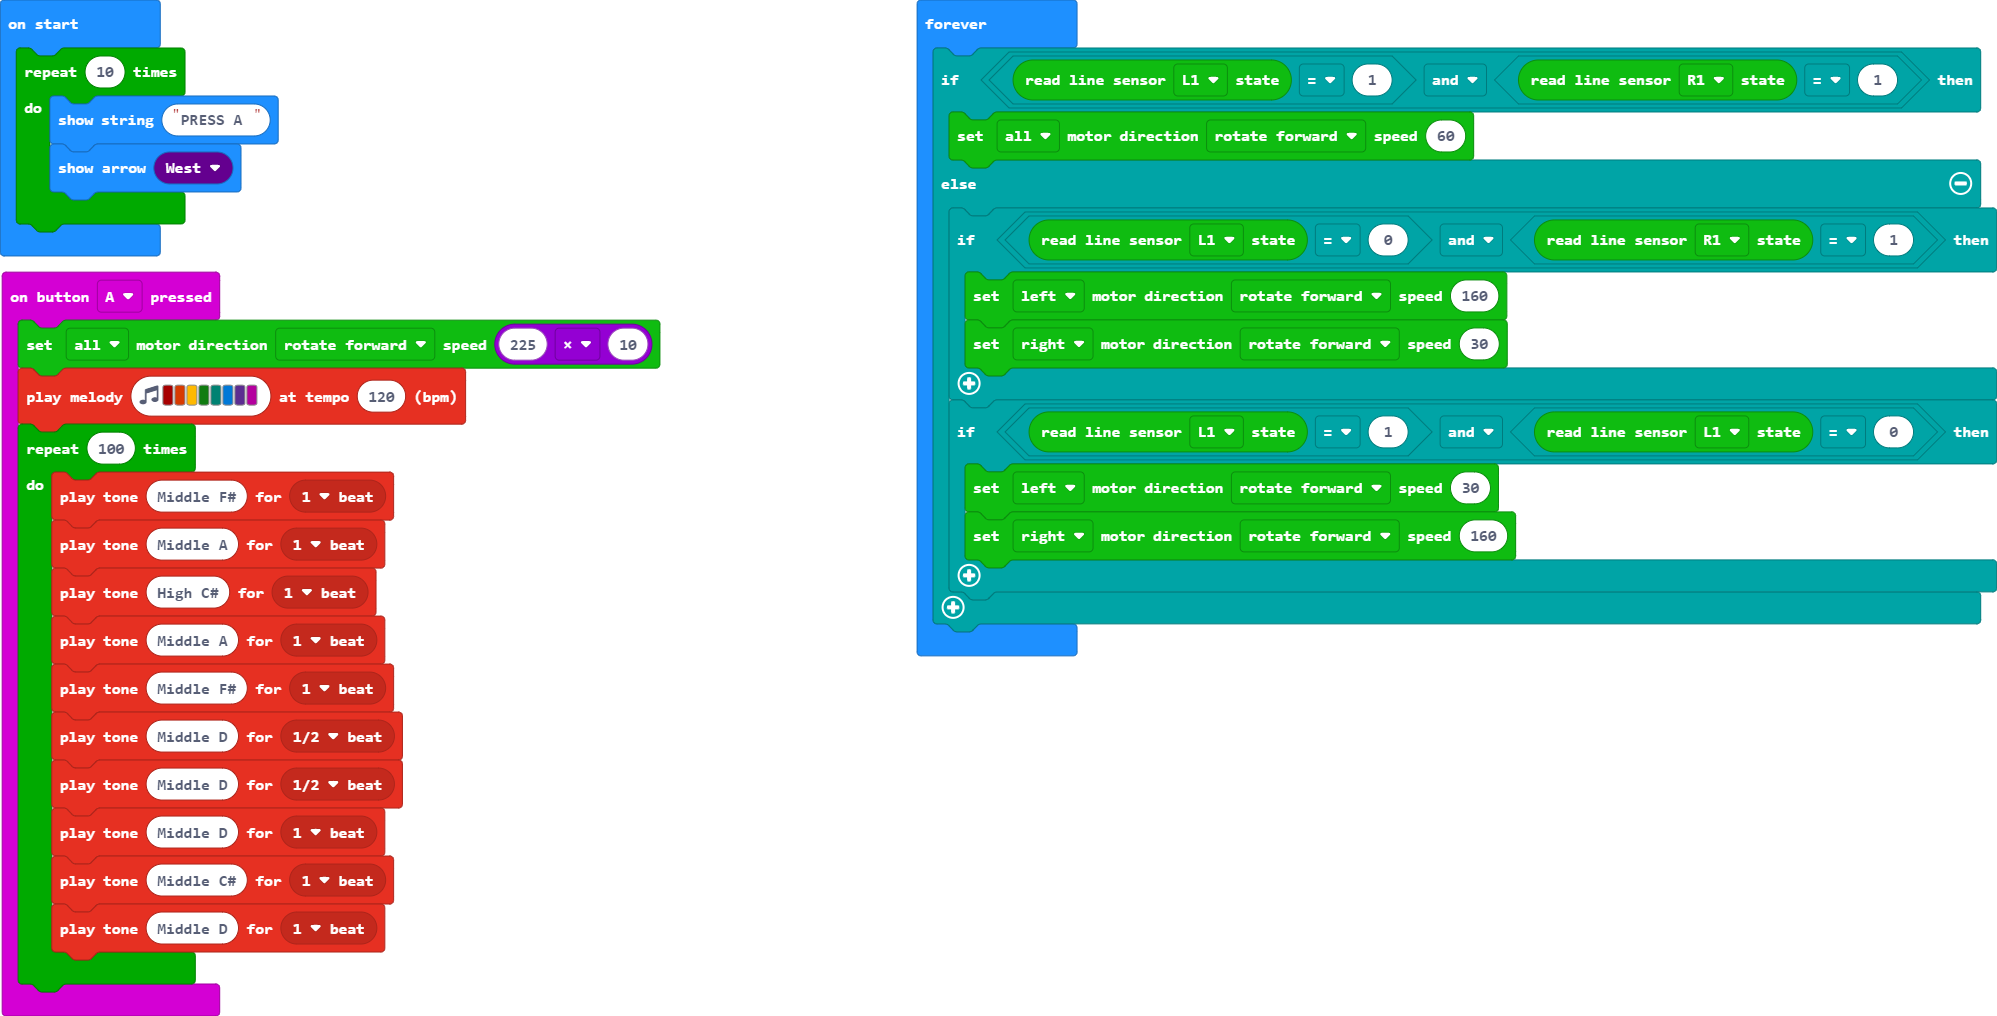 on start
repeat 10 times
do
show string "PRESS A "
show arrow West
on button A pressed
set all motor direction rotate forward speed 225 × 10
play melody at tempo 120 (bpm)
repeat 100 times
do
play tone Middle F# for 1 beat
play tone Middle A for 1 beat
play tone High C# for 1 beat
play tone Middle A for 1 beat
play tone Middle F# for 1 beat
play tone Middle D for 1/2 beat
play tone Middle D for 1/2 beat
play tone Middle D for 1 beat
play tone Middle C# for 1 beat
play tone Middle D for 1 beat
forever
if read line sensor L1 state = 1 and read line sensor R1 state = 1 then
set all motor direction rotate forward speed 60
else
if read line sensor L1 state = 0 and read line sensor R1 state = 1 then
set left motor direction rotate forward speed 160
set right motor direction rotate forward speed 30
if read line sensor L1 state = 1 and read line sensor L1 state = 0 then
set left motor direction rotate forward speed 30
set right motor direction rotate forward speed 160